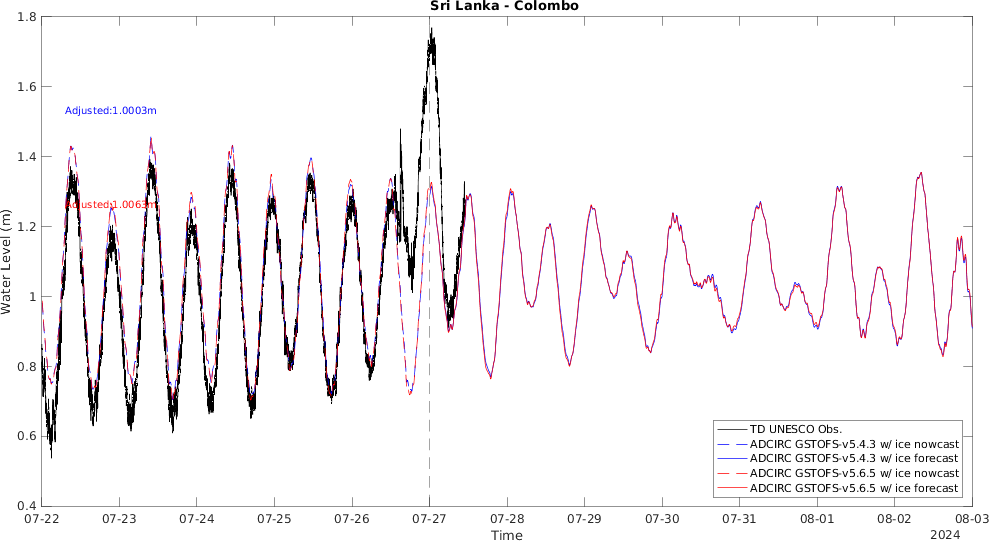 Sri Lanka - Colombo
1.8
1.6
1.4
1.2
1
0.8
0.6
0.4
Water Level (m)
Adjusted:1.0003m
Adjusted:1.0063m
TD UNESCO Obs.
ADCIRC GSTOFS-v5.4.3 w/ ice nowcast
ADCIRC GSTOFS-v5.4.3 w/ ice forecast
ADCIRC GSTOFS-v5.6.5 w/ ice nowcast
ADCIRC GSTOFS-v5.6.5 w/ ice forecast
07-22 07-23 07-24 07-25 07-26 07-27 07-28 07-29 07-30 07-31 08-01 08-02 08-03
Time
2024